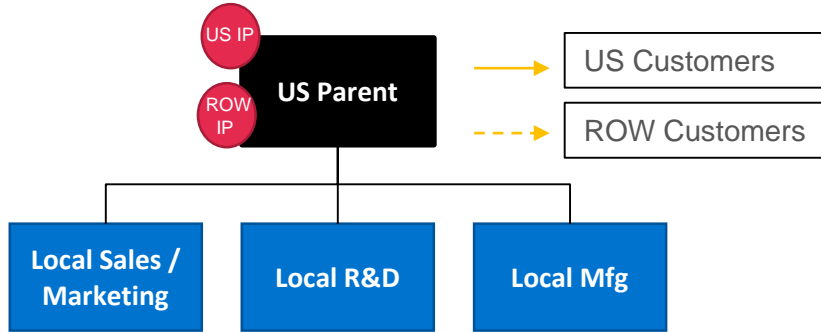 US IP
US Parent
US Customers
ROW
IP
ROW Customers
Local Sales /
Marketing
Local R&D
Local Mfg